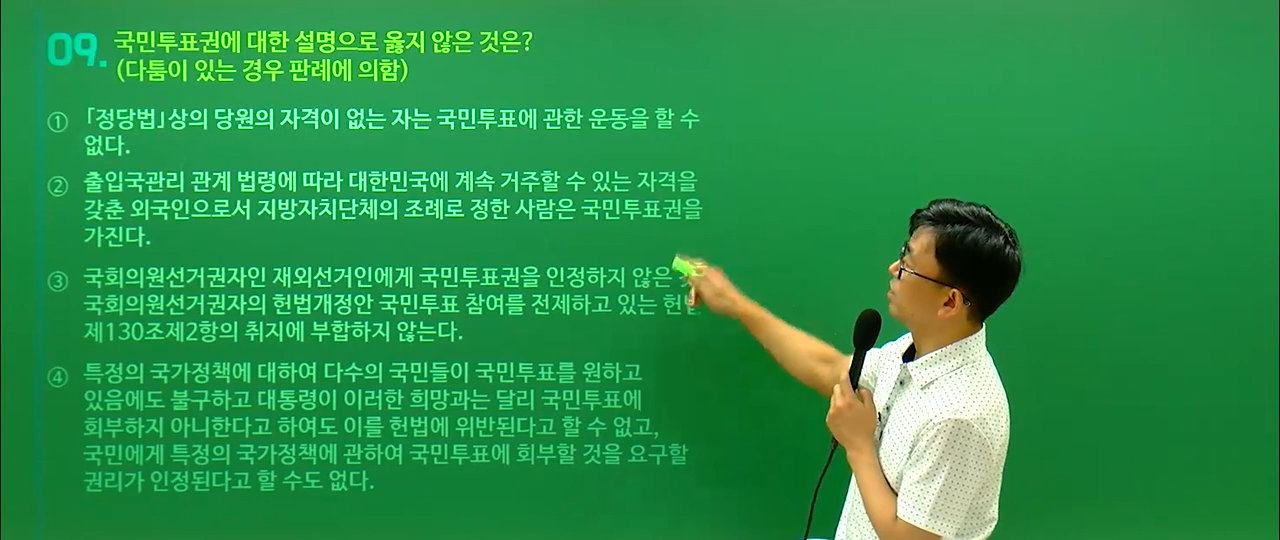 09. 국민투표권에 대한 설명으로 옳지 않은 것은?
(다툼이 있는 경우 판례에 의함)
① 「정당법」상의 당원의 자격이 없는 자는 국민투표에 관한 운동을 할 수
없다.
② 출입국관리 관계 법령에 따라 대한민국에 계속 거주할 수 있는 자격을
갖춘 외국인으로서 지방자치단체의 조례로 정한 사람은 국민투표권을
가진다.
③ 국회의원선거권자인 재외선거인에게 국민투표권을 인정하지 않은
국회의원선거권자의 헌법개정안 국민투표 참여를 전제하고 있는
제130조제2항의 취지에 부합하지 않는다.
④ 특정의 국가정책에 대하여 다수의 국민들이 국민투표를 원하고
있음에도 불구하고 대통령이 이러한 희망과는 달리 국민투표에
회부하지 아니한다고 하여도 이를 헌법에 위반된다고 할 수 없고,
국민에게 특정의 국가정책에 관하여 국민투표에 회부할 것을 요구할
권리가 인정된다고 할 수도 없다.